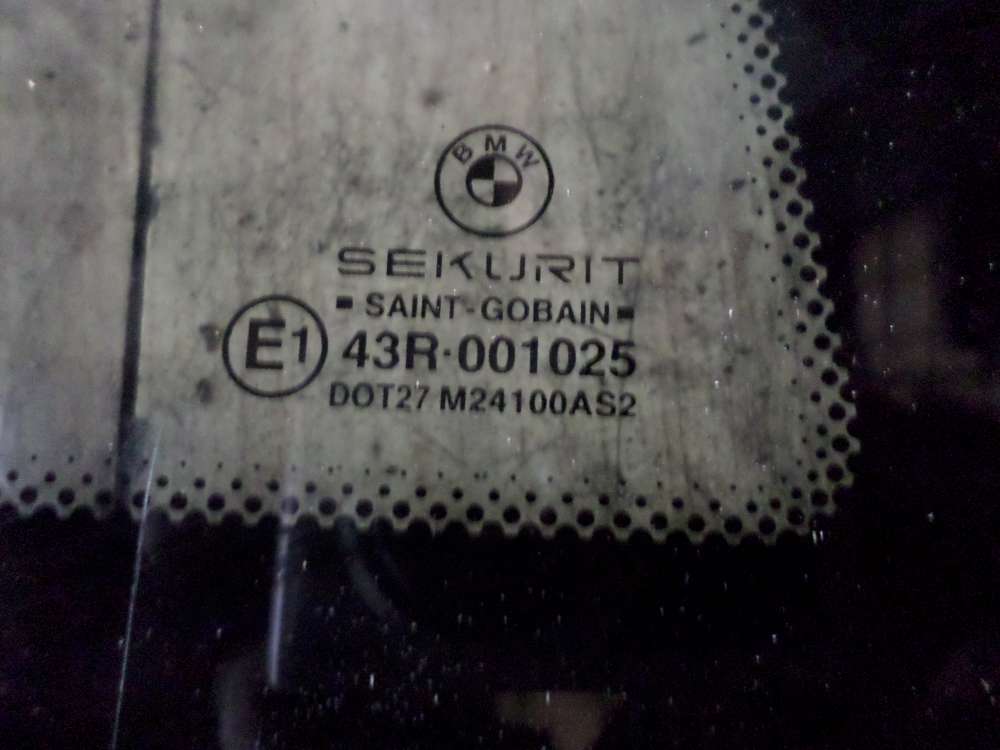 BMW
SEKURIT
SAINT-GOBAIN
E1 43R-001025
DOT27 M24100AS2